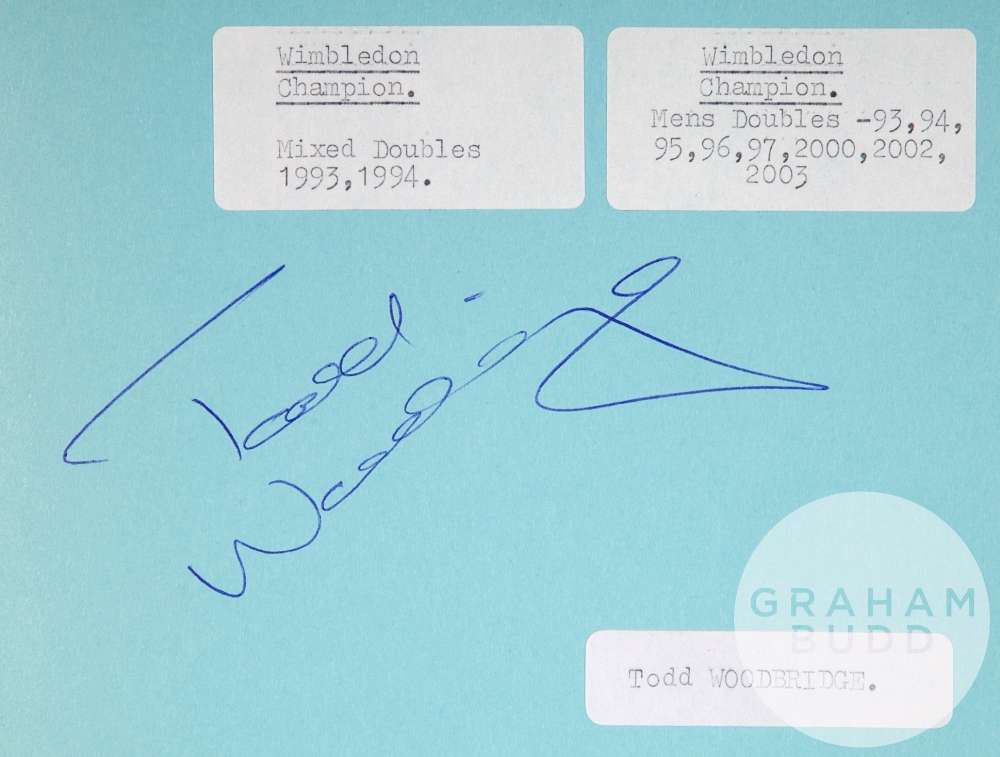 Wimbledon
Champion.
Mixed Doubles
1993,1994.
Wimbledon
Champion.
Mens Doubles -93,94,
95,96,97,2000,2002,
2003
Todd
Woodbridge
GRAHAM
BUDD
Todd WOODBRIDGE.